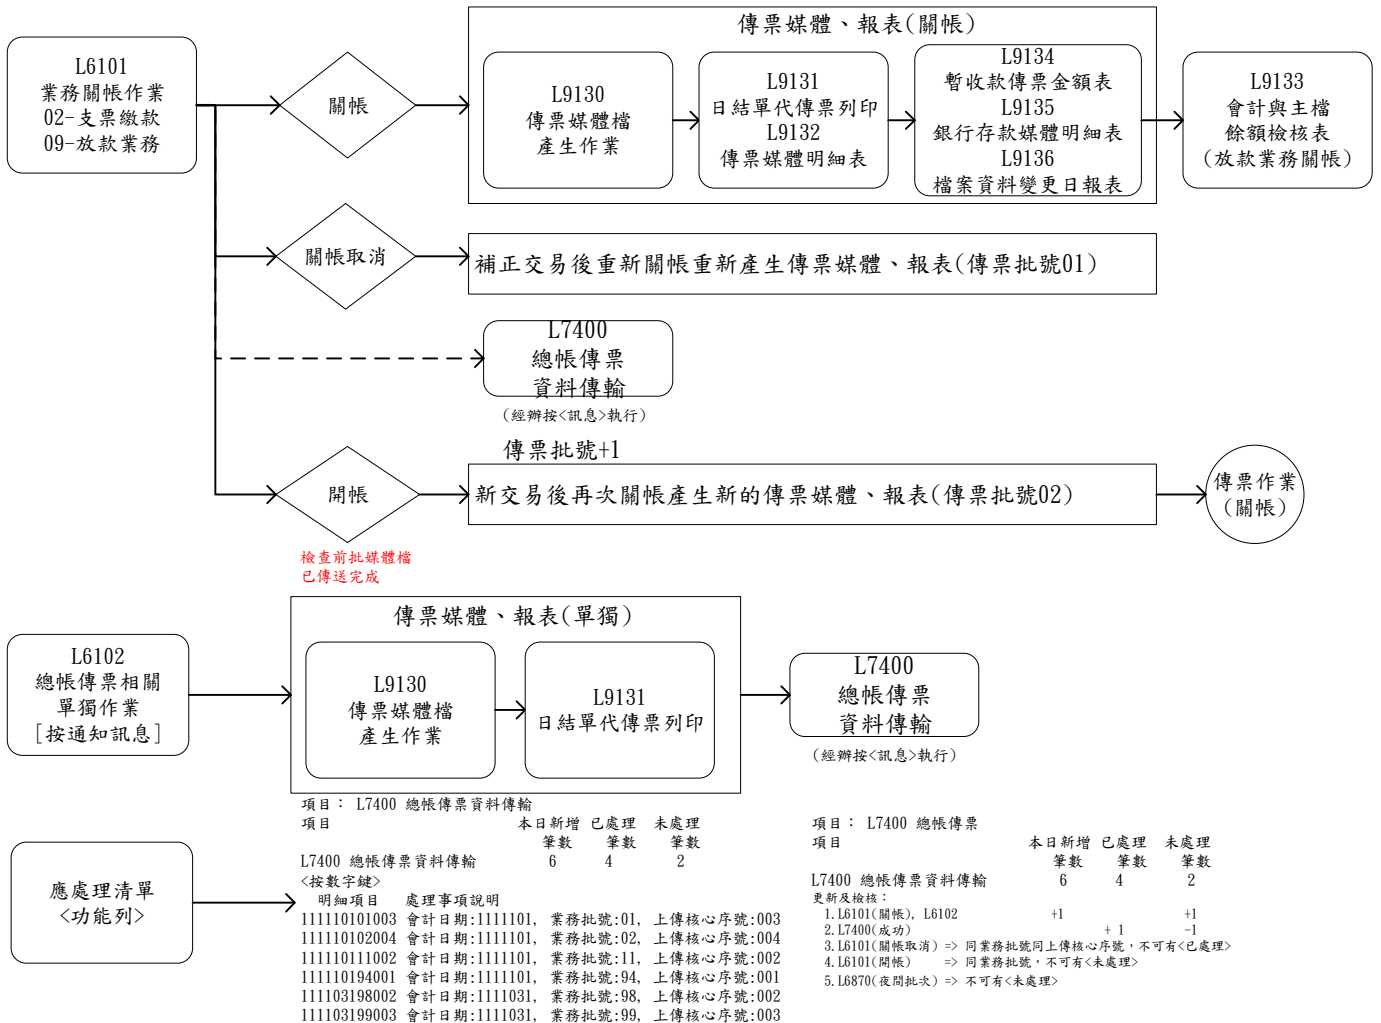 L6101
業務關帳作業
02-支票繳款
09-放款業務
關帳
傳票媒體、報表(關帳)
L9130
傳票媒體檔
產生作業
L9131
日結單代傳票列印
L9132
傳票媒體明細表
L9134
暫收款傳票金額表
L9135
銀行存款媒體明細表
L9136
檔案資料變更日報表
L9133
會計與主檔
餘額檢核表
(放款業務關帳)
關帳取消
補正交易後重新關帳重新產生傳票媒體、報表(傳票批號01)
L7400
總帳傳票
資料傳輸
(經辦按<訊息>執行)
開帳
檢查前批媒體檔
已傳送完成
傳票批號+1
新交易後再次關帳產生新的傳票媒體、報表(傳票批號02)
傳票作業
(關帳)
L6102
總帳傳票相關
單獨作業
[按通知訊息]
傳票媒體、報表(單獨)
L9130
傳票媒體檔
產生作業
L9131
日結單代傳票列印
L7400
總帳傳票
資料傳輸
(經辦按<訊息>執行)
應處理清單
<功能列>
項目： L7400 總帳傳票資料傳輸
項目 本日新增 已處理 未處理
筆數 筆數 筆數
L7400 總帳傳票資料傳輸 6 4 2
<按數字鍵>
明細項目 處理事項說明
111110101003 會計日期:1111101, 業務批號:01, 上傳核心序號:003
111110102004 會計日期:1111101, 業務批號:02, 上傳核心序號:004
111110111002 會計日期:1111101, 業務批號:11, 上傳核心序號:002
111110194001 會計日期:1111101, 業務批號:94, 上傳核心序號:001
111103198002 會計日期:1111031, 業務批號:98, 上傳核心序號:002
111103199003 會計日期:1111031, 業務批號:99, 上傳核心序號:003
項目： L7400 總帳傳票
項目 本日新增 已處理 未處理
筆數 筆數 筆數
L7400 總帳傳票資料傳輸 6 4 2
更新及檢核：
1.L6101(關帳), L6102 +1 +1
2.L7400(成功) + 1 -1
3.L6101(關帳取消) => 同業務批號同上傳核心序號，不可有<已處理>
4.L6101(開帳) => 同業務批號，不可有<未處理>
5.L6870(夜間批次) => 不可有<未處理>